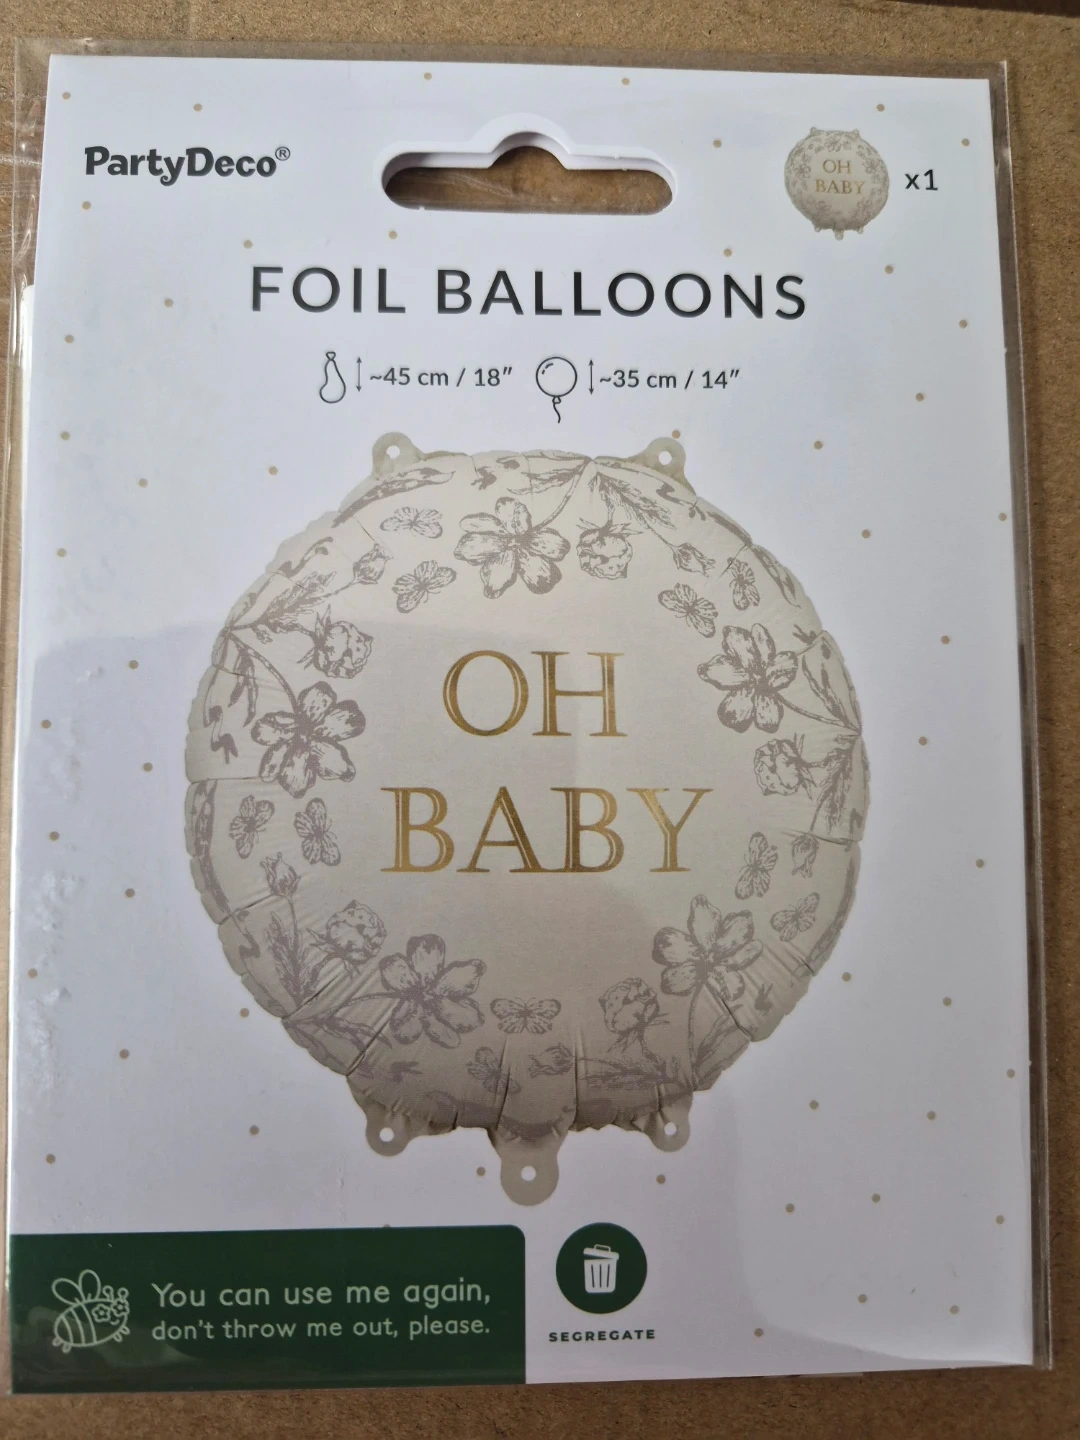 PartyDeco®
OH
BABY
x1
FOIL BALLOONS
~45 cm / 18" ~35 cm / 14"
OH
BABY
You can use me again,
don't throw me out, please.
SEGREGATE